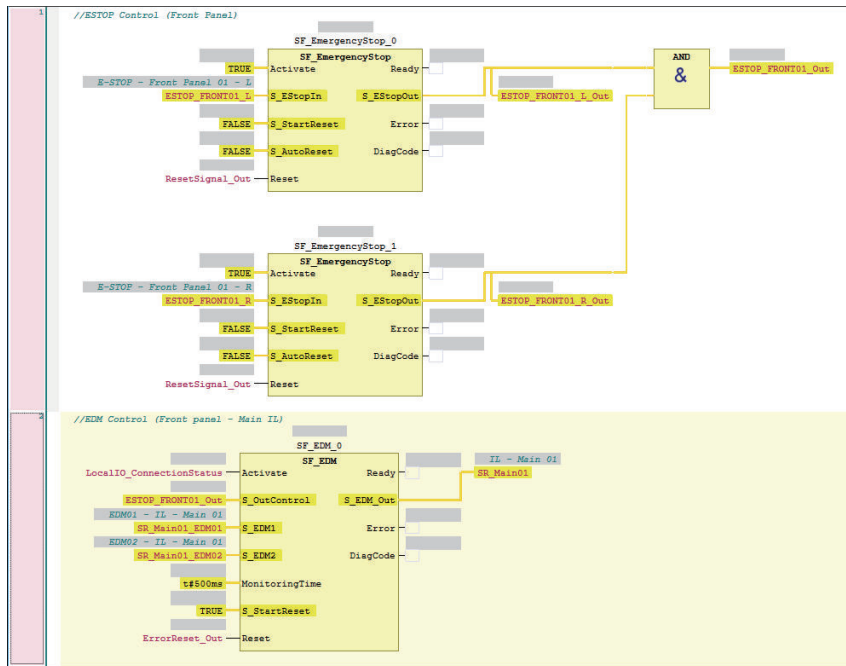 1
//ESTOP Control (Front Panel)
SF_EmergencyStop_0
SF_EmergencyStop
TRUE Activate Ready
E-STOP - Front Panel 01 - L
ESTOP_FRONT01_L S_EStopIn S_EStopOut ESTOP_FRONT01_L_Out
FALSE S_StartReset Error
FALSE S_AutoReset DiagCode
ResetSignal_Out Reset
AND
&
ESTOP_FRONT01_Out
SF_EmergencyStop_1
SF_EmergencyStop
TRUE Activate Ready
E-STOP - Front Panel 01 - R
ESTOP_FRONT01_R S_EStopIn S_EStopOut ESTOP_FRONT01_R_Out
FALSE S_StartReset Error
FALSE S_AutoReset DiagCode
ResetSignal_Out Reset
2
//EDM Control (Front panel - Main IL)
SF_EDM_0
SF_EDM
IL - Main 01
LocalIO_ConnectionStatus Activate Ready SR_Main01
ESTOP_FRONT01_Out S_OutControl S_EDM_Out
EDM01 - IL - Main 01
SR_Main01_EDM01 S_EDM1 Error
EDM02 - IL - Main 01
SR_Main01_EDM02 S_EDM2 DiagCode
t#500ms MonitoringTime
TRUE S_StartReset
ErrorReset_Out Reset